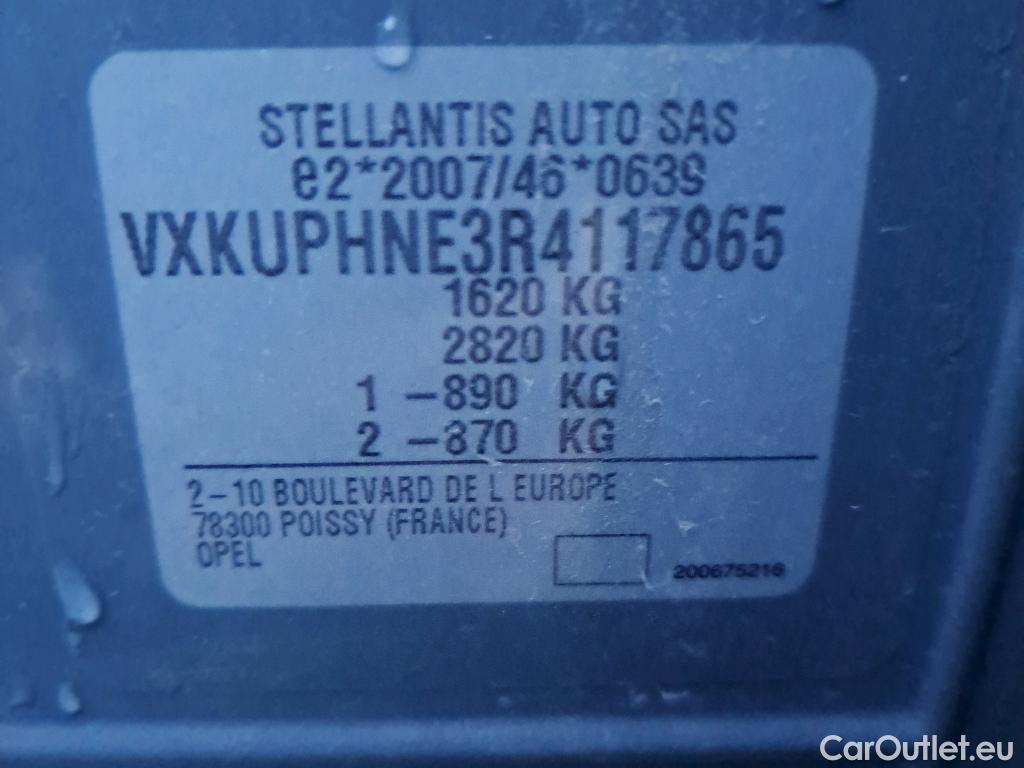 STELLANTIS AUTO SAS
e2*2007/46*0639
VXKUPHNE3R4117865
1620 KG
2820 KG
1 -890 KG
2 -870 KG
2-10 BOULEVARD DE L EUROPE
78300 POISSY (FRANCE)
OPEL
200675216
CarOutlet.eu